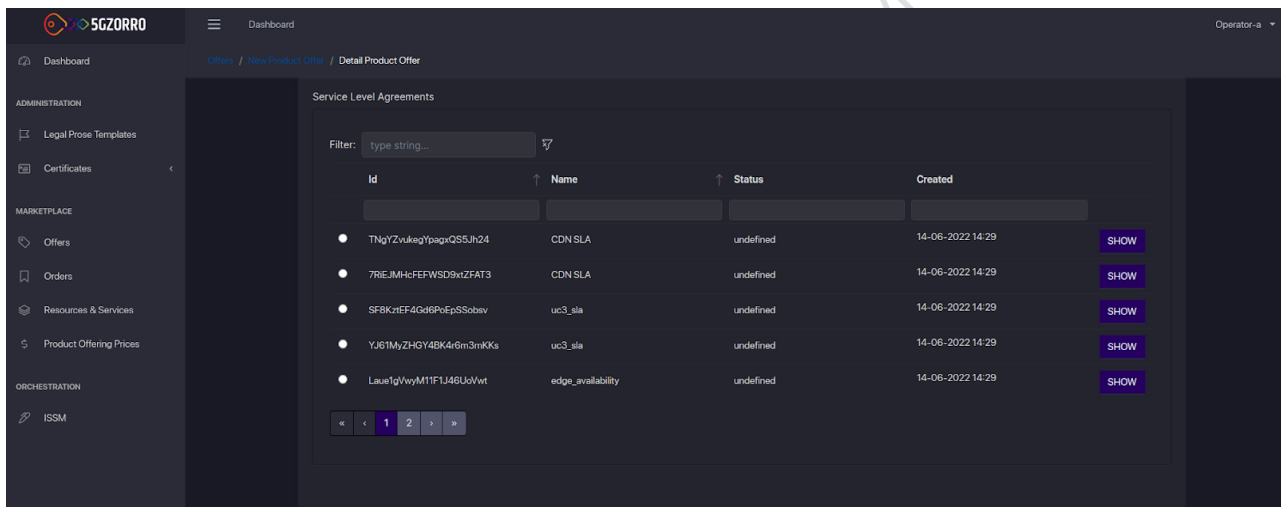 5GZORRO
Dashboard
Operator-a
Dashboard
Offers / New Product Offer / Detail Product Offer
ADMINISTRATION
Legal Prose Templates
Certificates
MARKETPLACE
Offers
Orders
Resources & Services
Product Offering Prices
ORCHESTRATION
ISSM
Service Level Agreements
Filter: type string...
Id Name Status Created
TNgYZvukegYpagxQS5Jh24 CDN SLA undefined 14-06-2022 14:29 SHOW
7RiEJMHcFEFWSD9xtZFAT3 CDN SLA undefined 14-06-2022 14:29 SHOW
SF8KztEF4Gd6PoEpSSobsv uc3_sla undefined 14-06-2022 14:29 SHOW
YJ61MyZHGY4BK4r6m3mKKs uc3_sla undefined 14-06-2022 14:29 SHOW
Laue1gVwyM11F1J46UoVwt edge_availability undefined 14-06-2022 14:29 SHOW
« ‹ 1 2 › »